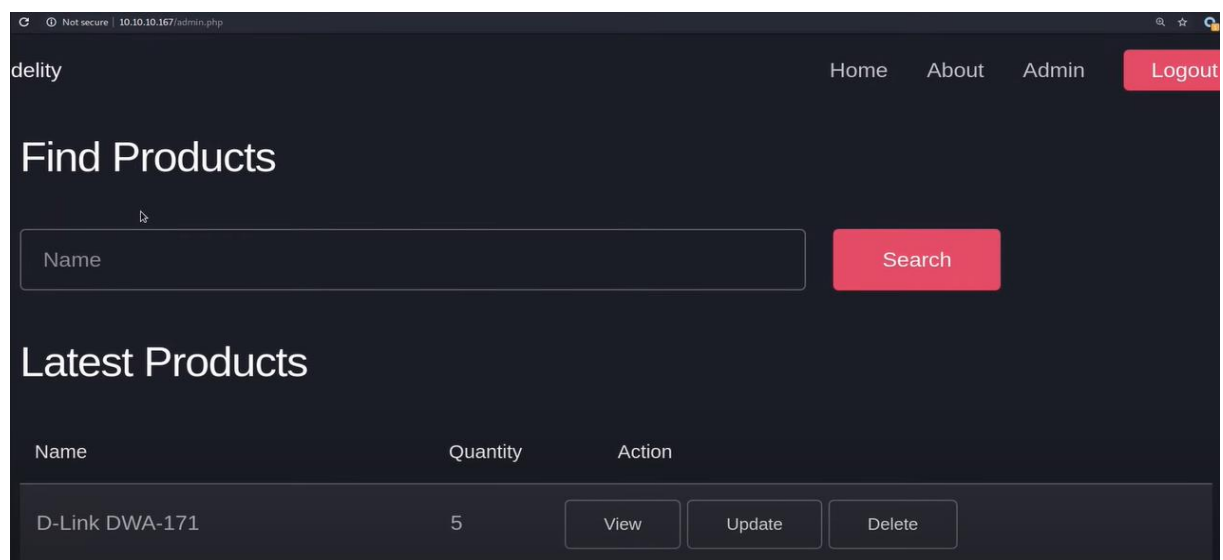 Not secure | 10.10.10.167/admin.php
delity Home About Admin Logout
Find Products
Name Search
Latest Products
Name Quantity Action
D-Link DWA-171 5 View Update Delete